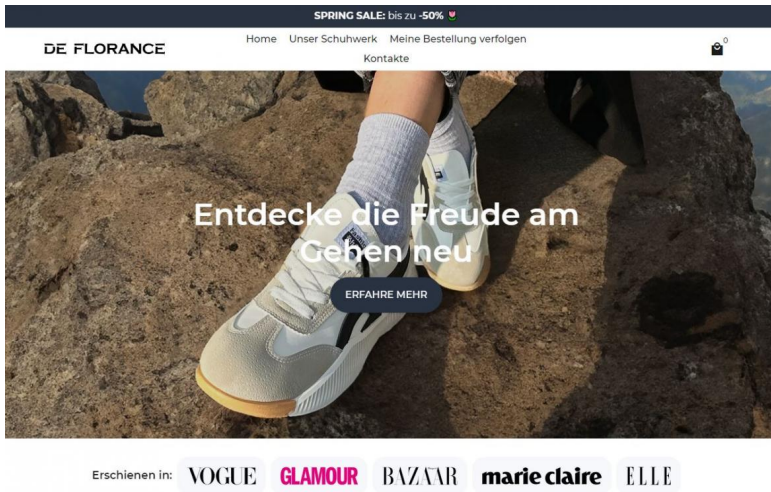 SPRING SALE: bis zu -50% 🌷
DE FLORANCE
Home Unser Schuhwerk Meine Bestellung verfolgen
Kontakte
0
Entdecke die Freude am
Gehen neu
ERFAHRE MEHR
Erschienen in: VOGUE GLAMOUR BAZAAR marie claire ELLE